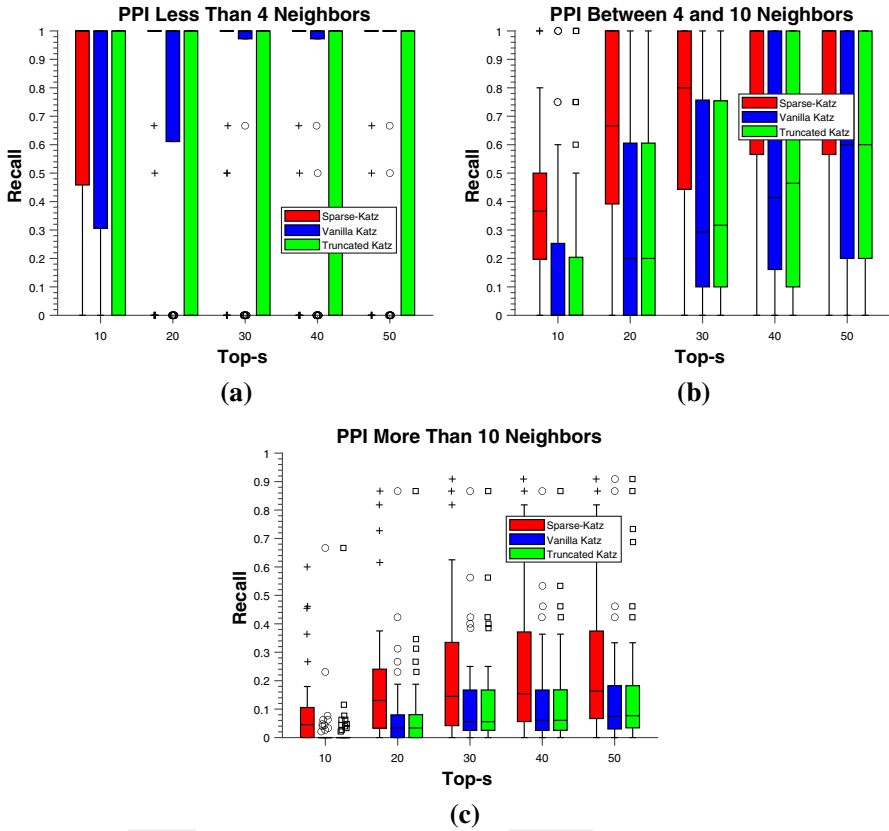 PPI Less Than 4 Neighbors
1
0.9
0.8
0.7
0.6
0.5
0.4
0.3
0.2
0.1
0
Recall
Sparse-Katz
Vanilla Katz
Truncated Katz
10 20 30 40 50
Top-s
(a)
PPI Between 4 and 10 Neighbors
1
0.9
0.8
0.7
0.6
0.5
0.4
0.3
0.2
0.1
0
Recall
Sparse-Katz
Vanilla Katz
Truncated Katz
10 20 30 40 50
Top-s
(b)
PPI More Than 10 Neighbors
1
0.9
0.8
0.7
0.6
0.5
0.4
0.3
0.2
0.1
0
Recall
Sparse-Katz
Vanilla Katz
Truncated Katz
10 20 30 40 50
Top-s
(c)